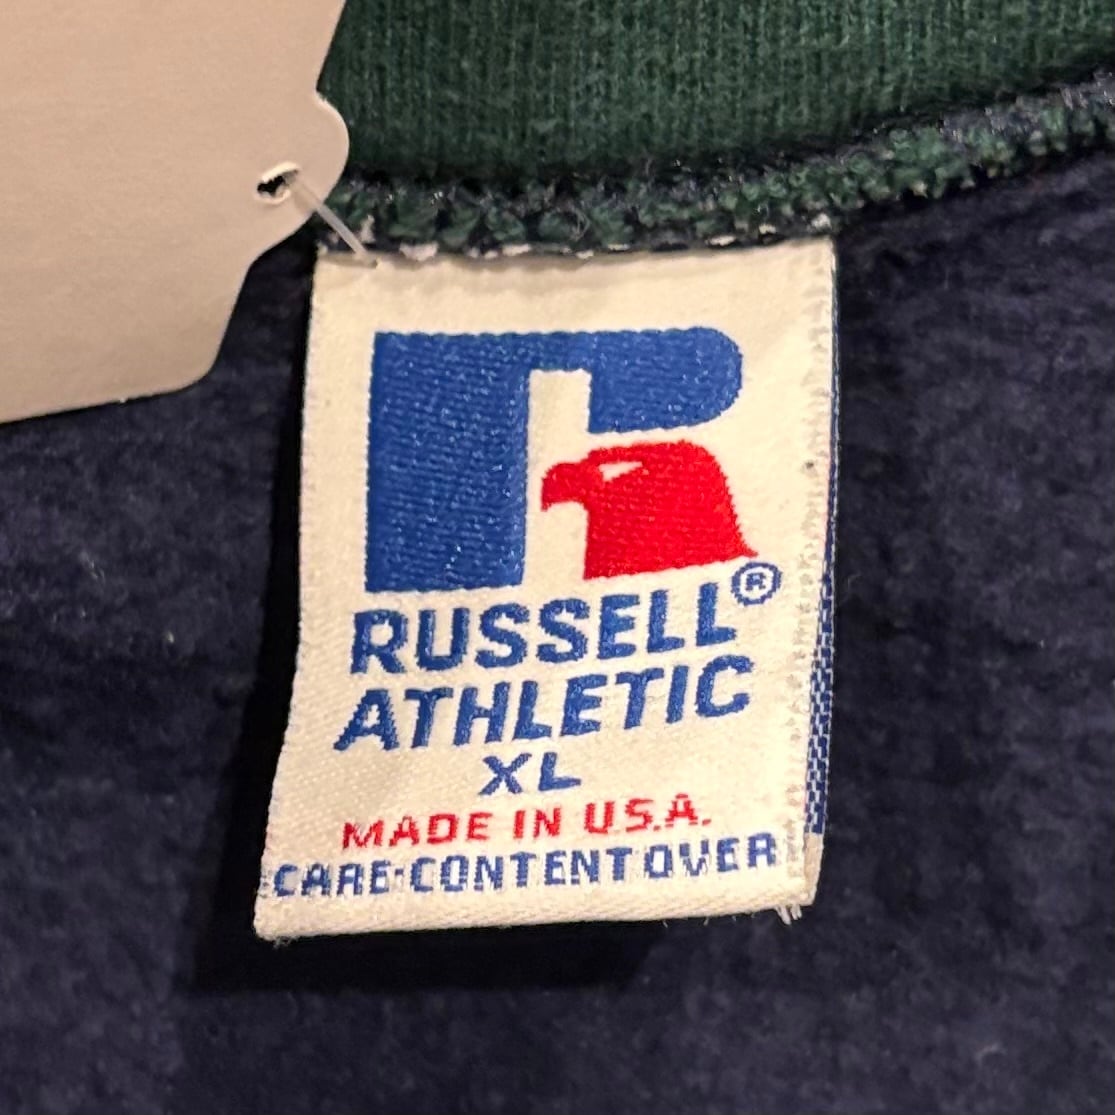 RUSSELL®
ATHLETIC
XL
MADE IN U.S.A.
CARE·CONTENT OVER